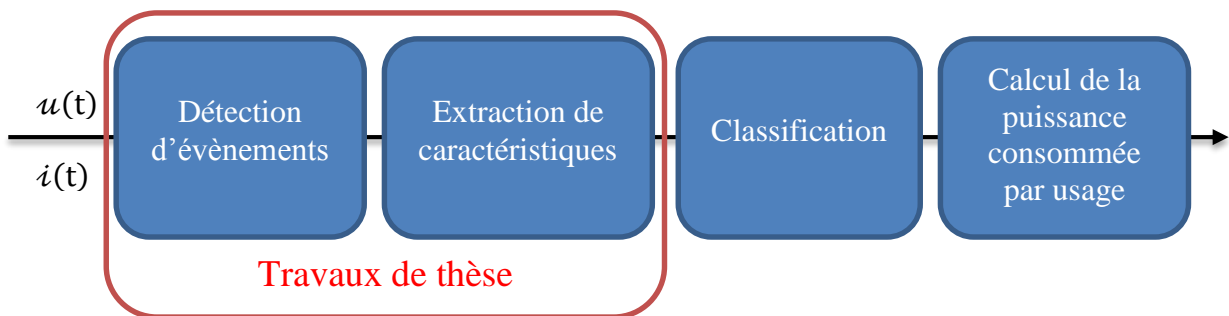 u(t)
i(t)
Détection
d’évènements
Extraction de
caractéristiques
Classification
Calcul de la
puissance
consommée
par usage
Travaux de thèse